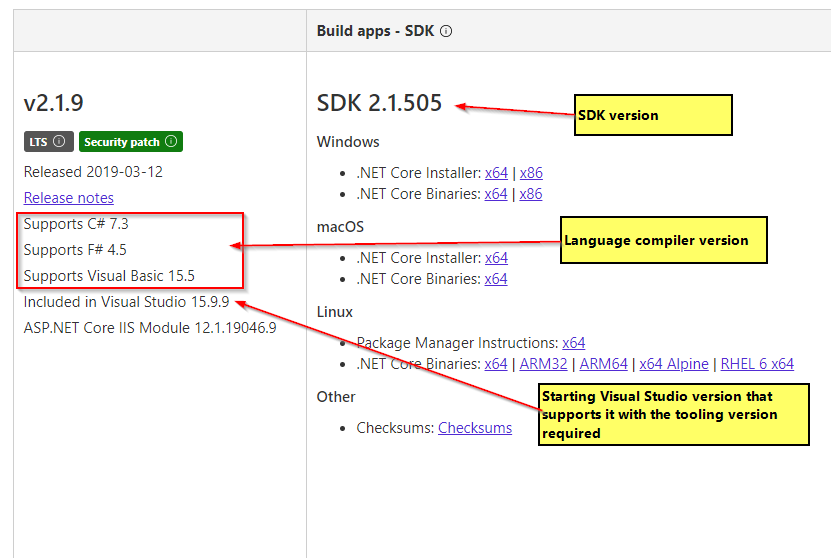 Build apps - SDK
v2.1.9
LTS
Security patch
Released 2019-03-12
Release notes
Supports C# 7.3
Supports F# 4.5
Supports Visual Basic 15.5
Included in Visual Studio 15.9.9
ASP.NET Core IIS Module 12.1.19046.9
SDK 2.1.505
SDK version
Windows
.NET Core Installer: x64 | x86
.NET Core Binaries: x64 | x86
macOS
Language compiler version
.NET Core Installer: x64
.NET Core Binaries: x64
Linux
Package Manager Instructions: x64
.NET Core Binaries: x64 | ARM32 | ARM64 | x64 Alpine | RHEL 6 x64
Other
Checksums: Checksums
Starting Visual Studio version that
supports it with the tooling version
required